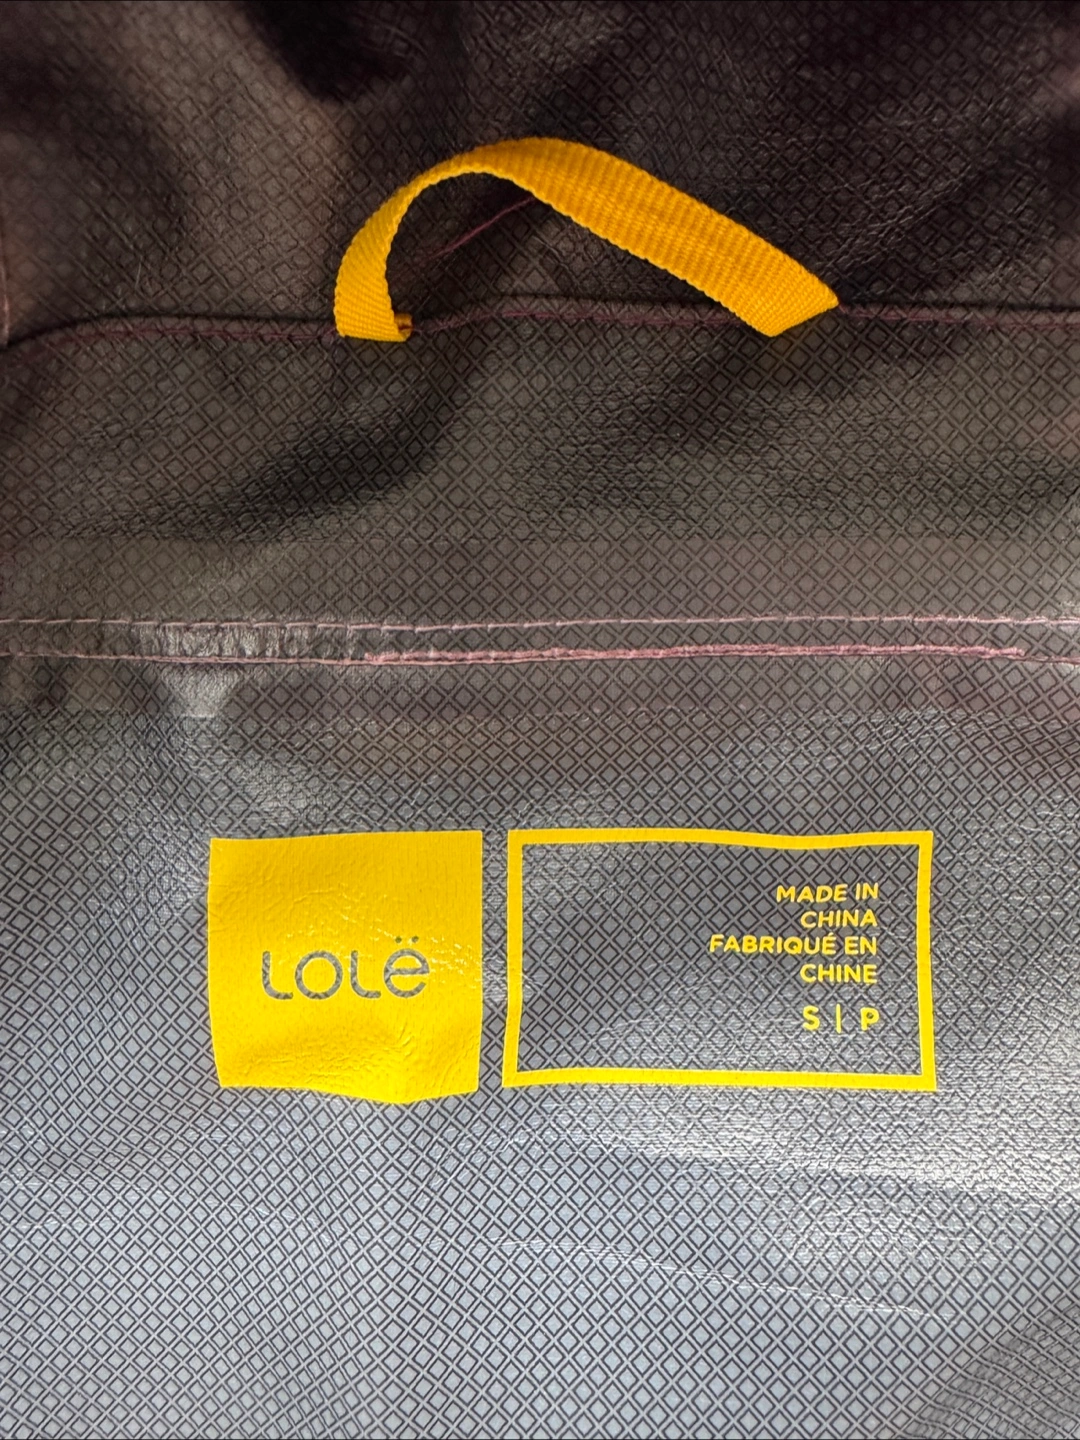 Lolë
MADE IN
CHINA
FABRIQUÉ EN
CHINE
S | P